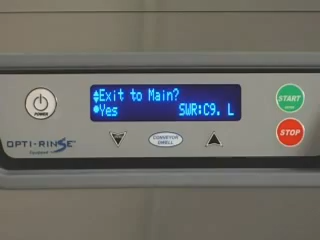 Exit to Main?
Yes SWR:C9. L
POWER
START
STOP
CONVEYOR
DWELL
OPTI-RINSE